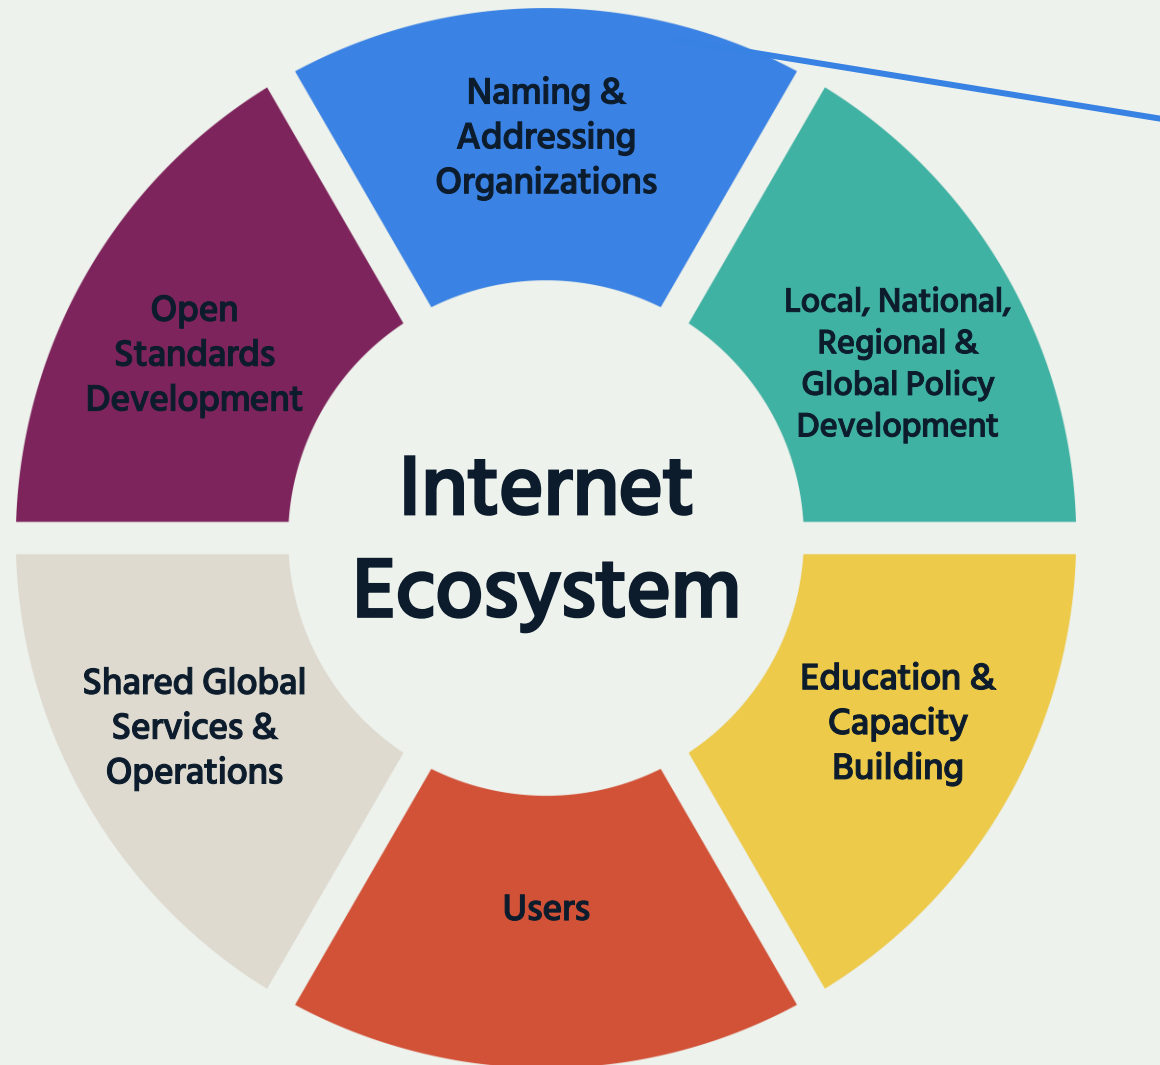 Naming &
Addressing
Organizations
Local, National,
Regional &
Global Policy
Development
Open
Standards
Development
Internet
Ecosystem
Shared Global
Services &
Operations
Education &
Capacity
Building
Users